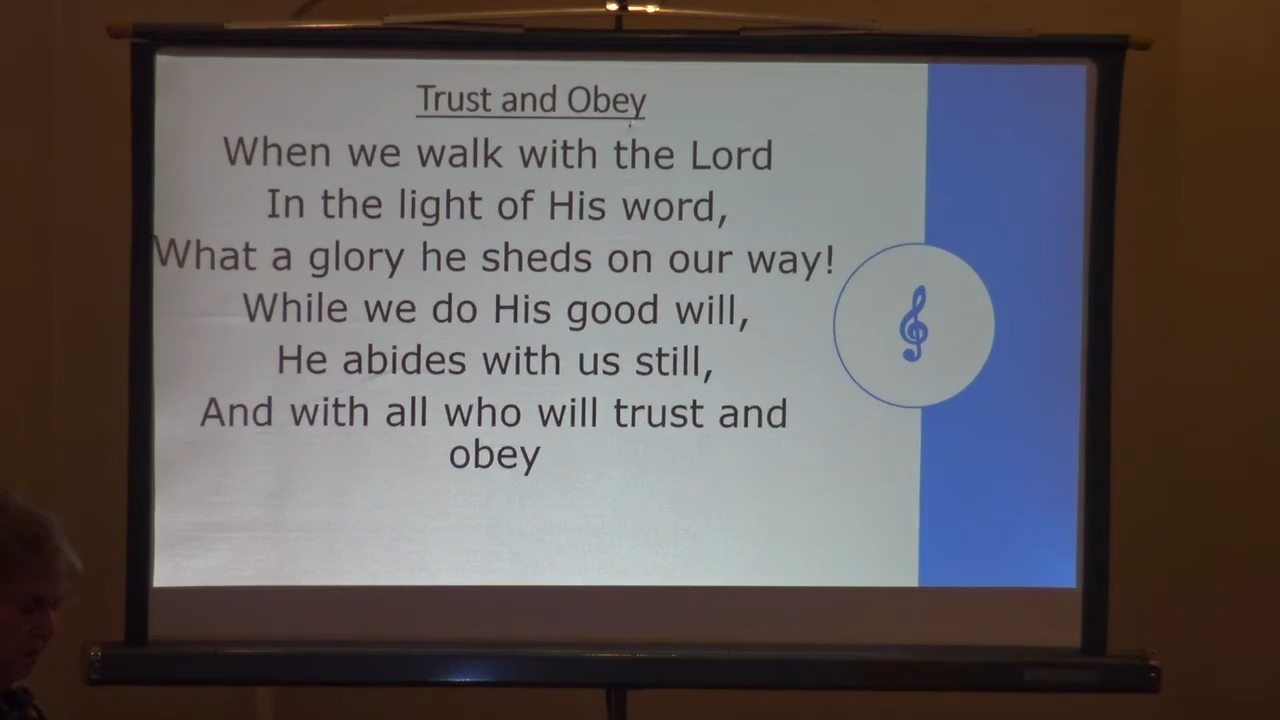 Trust and Obey
When we walk with the Lord
In the light of His word,
What a glory he sheds on our way!
While we do His good will,
He abides with us still,
And with all who will trust and
obey